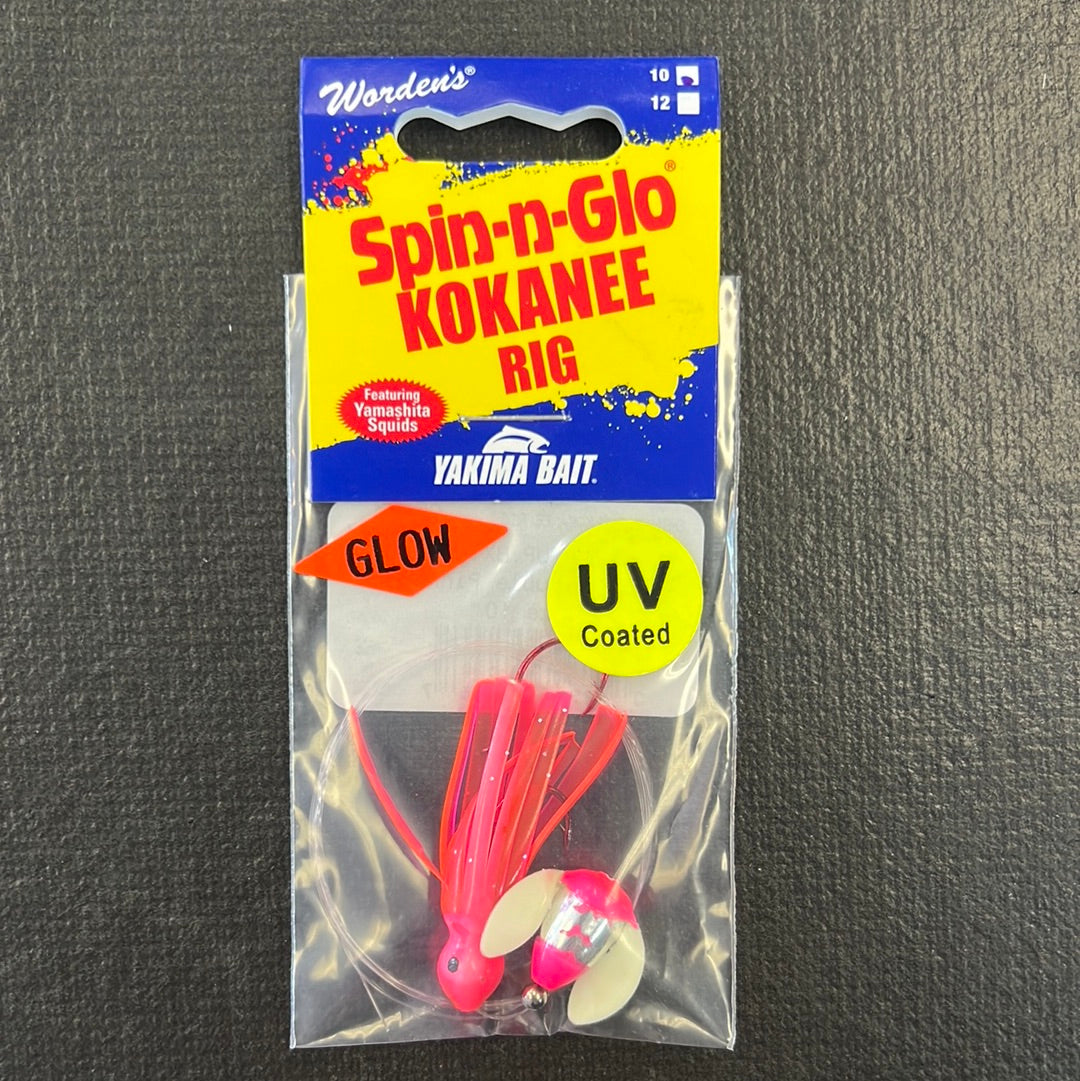 Worden's®
10
12
Spin-n-Glo®
KOKANEE
RIG
Featuring
Yamashita
Squids
YAKIMA BAIT®
GLOW
UV
Coated